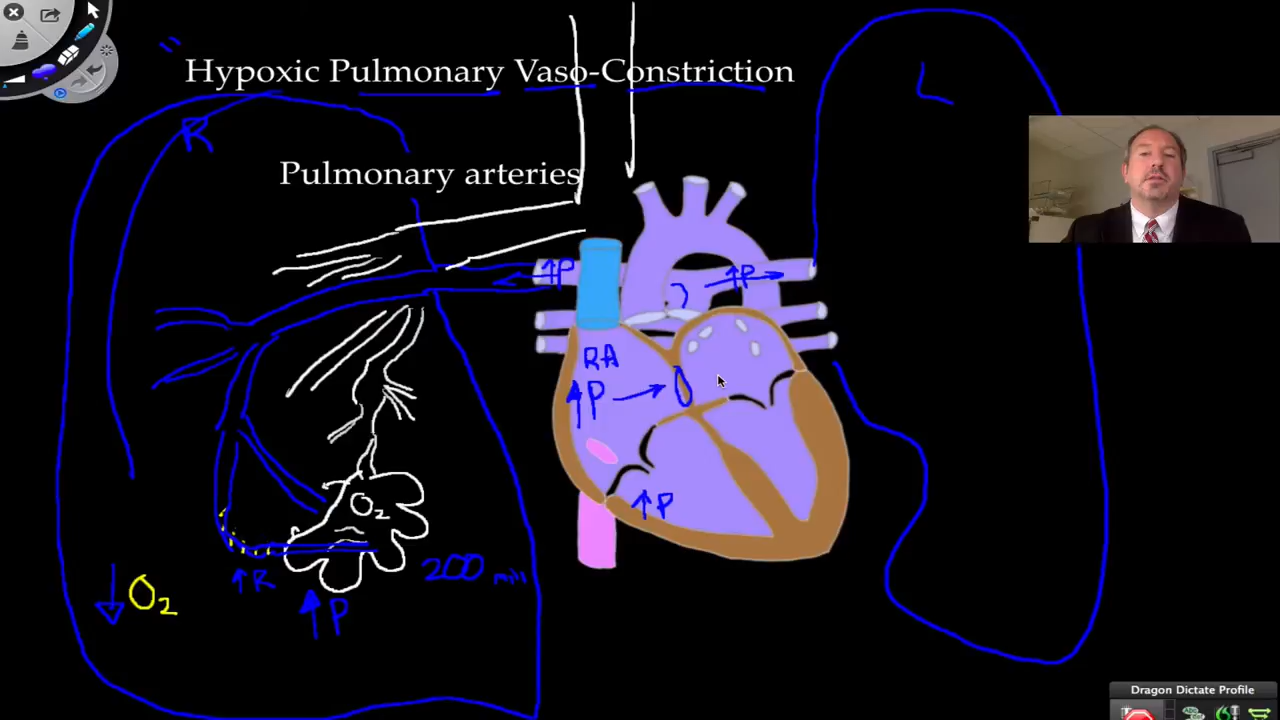 Hypoxic Pulmonary Vaso-Constriction
R
L
Pulmonary arteries
↑P
↑P
RA
↑P
O2
↑P
200
↑R
↓ O2
↑P
Dragon Dictate Profile